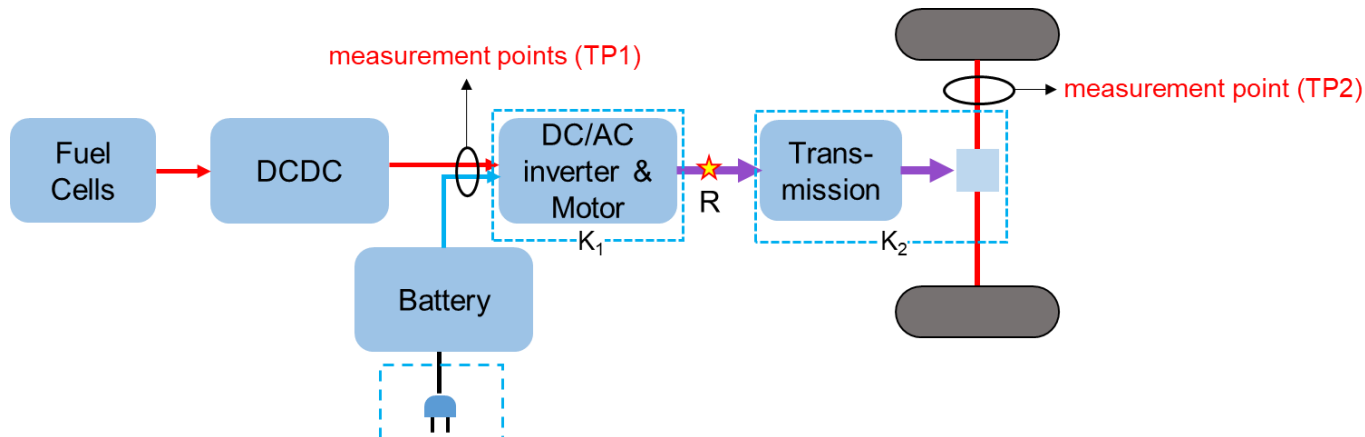 measurement points (TP1)
measurement point (TP2)
Fuel
Cells
DCDC
DC/AC
inverter & 
Motor
K₁
R
Trans-
mission
K₂
Battery